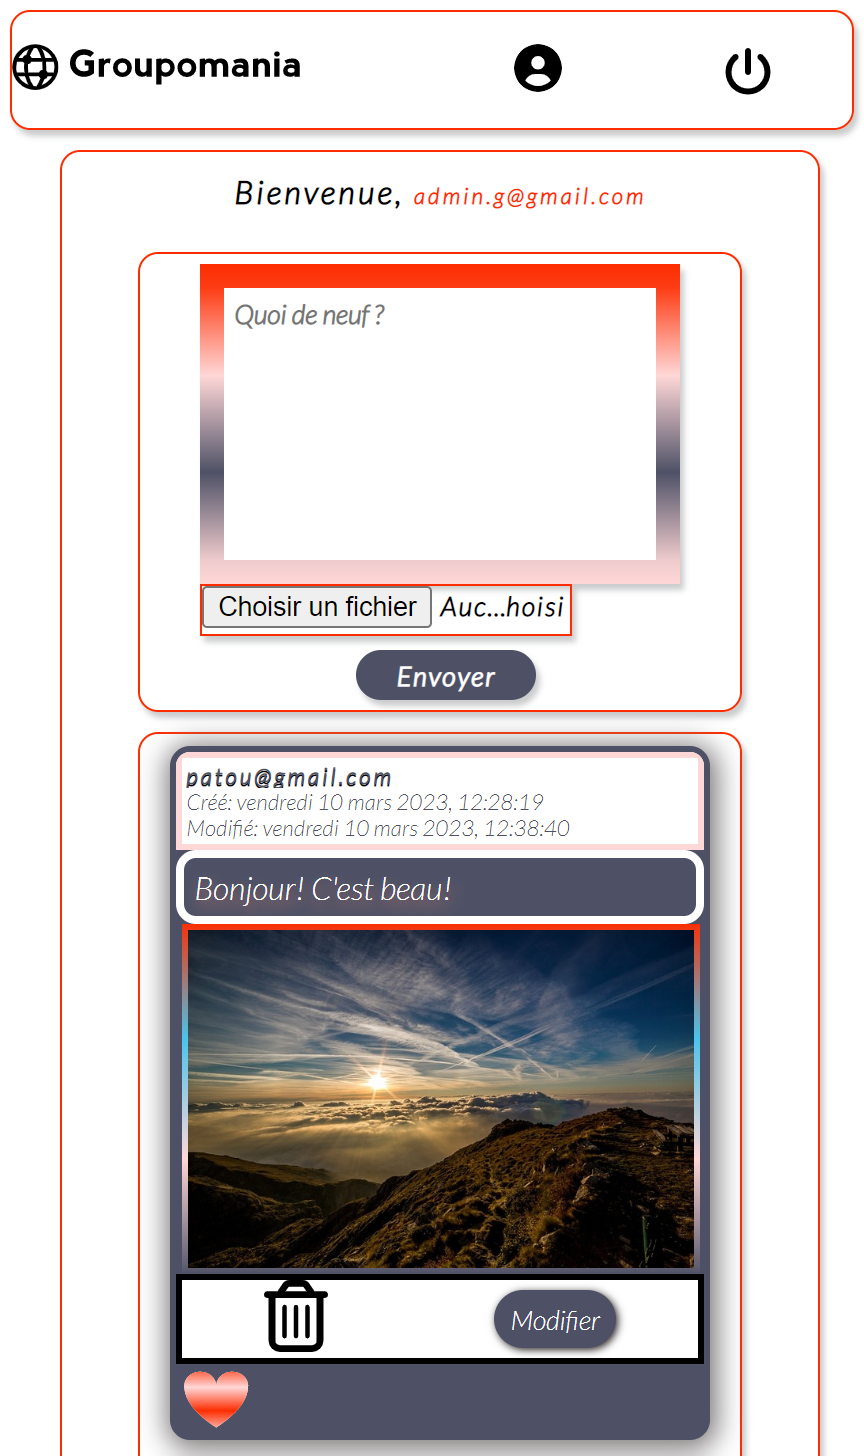 Groupomania
Bienvenue, admin.g@gmail.com
Quoi de neuf ?
Choisir un fichier Auc...hoisi
Envoyer
patou@gmail.com
Créé: vendredi 10 mars 2023, 12:28:19
Modifié: vendredi 10 mars 2023, 12:38:40
Bonjour! C'est beau!
Modifier